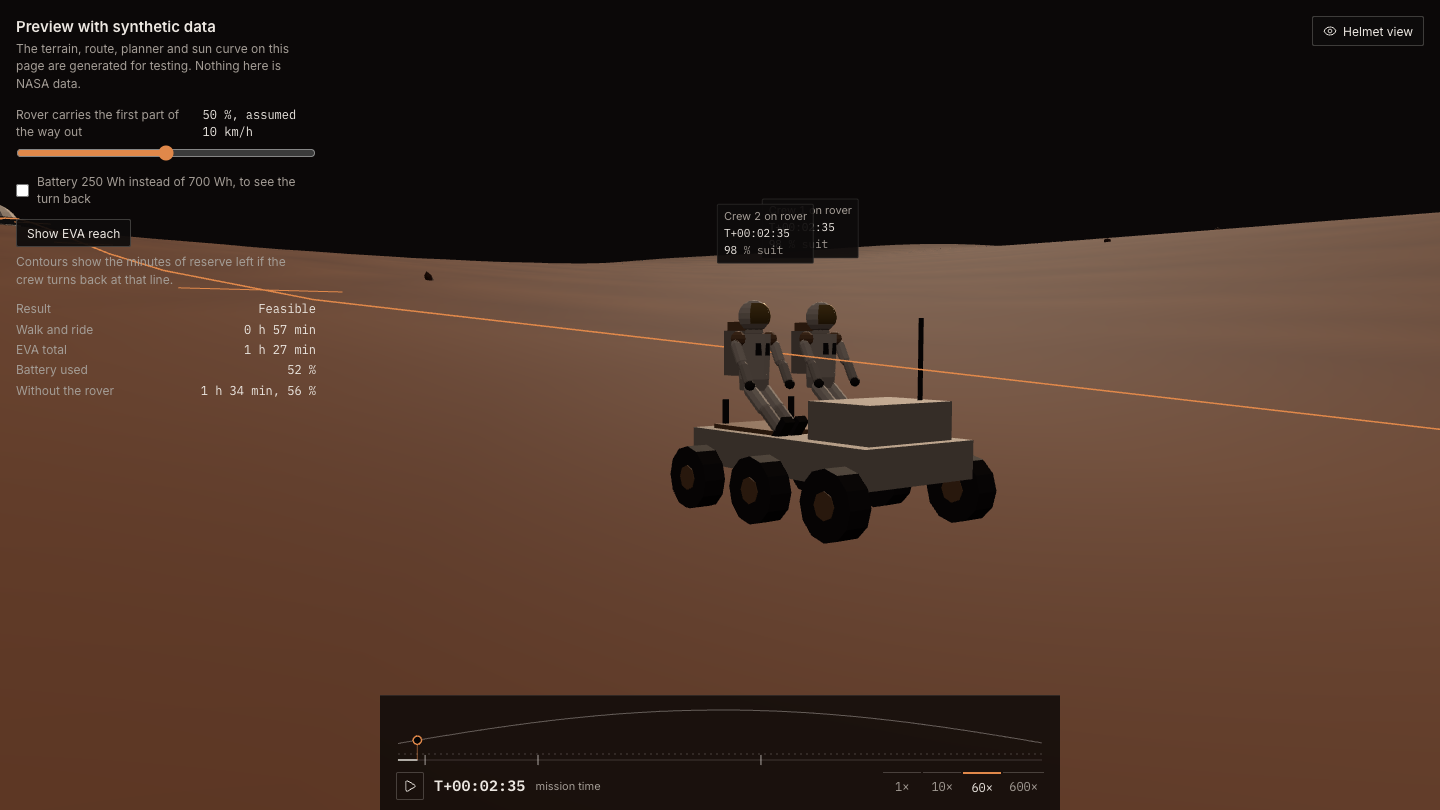 Preview with synthetic data
The terrain, route, planner and sun curve on this
page are generated for testing. Nothing here is
NASA data.
Rover carries the first part of
the way out
50 %, assumed
10 km/h
Battery 250 Wh instead of 700 Wh, to see the
turn back
Show EVA reach
Contours show the minutes of reserve left if the
crew turns back at that line.
Result Feasible
Walk and ride 0 h 57 min
EVA total 1 h 27 min
Battery used 52 %
Without the rover 1 h 34 min, 56 %
Helmet view
Crew 2 on rover
T+00:02:35
98 % suit
on rover
:35
suit
T+00:02:35 mission time
1× 10× 60× 600×